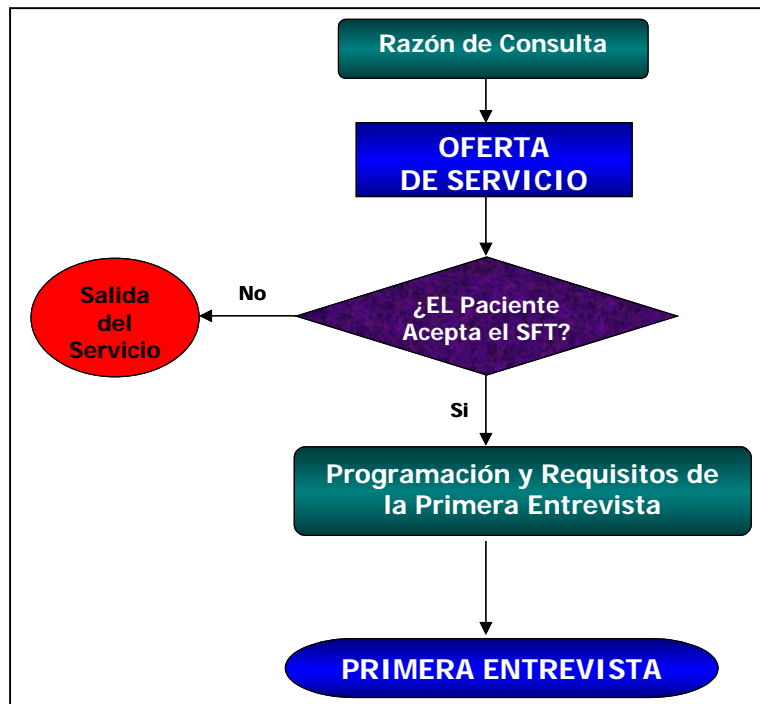 Razón de Consulta
OFERTA
DE SERVICIO
¿EL Paciente
Acepta el SFT?
No
Salida
del
Servicio
Si
Programación y Requisitos de
la Primera Entrevista
PRIMERA ENTREVISTA